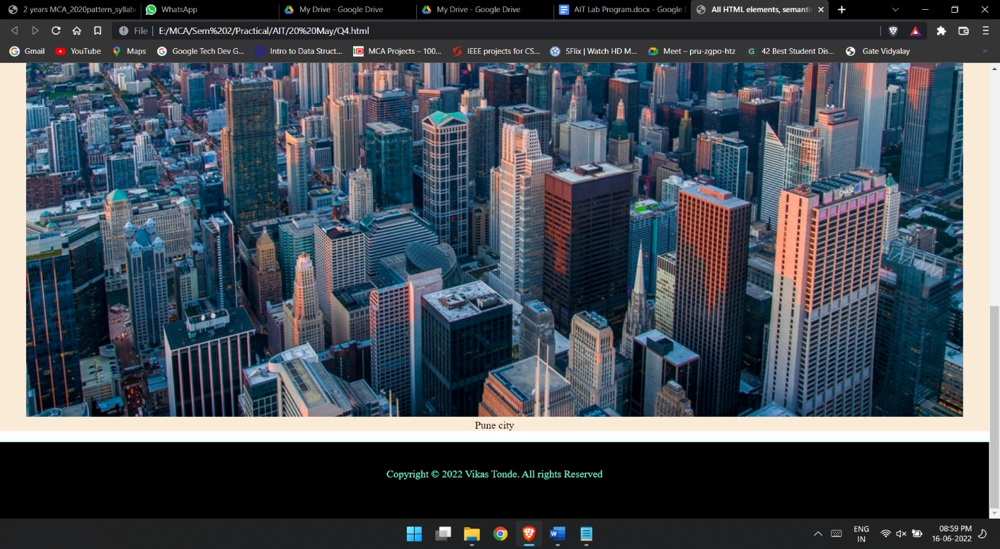 2 years MCA_2020pattern_syllabu
WhatsApp
My Drive - Google Drive
My Drive - Google Drive
AIT Lab Program.docx - Google D
All HTML elements, semanti
File
E:/MCA/Sem%202/Practical/AIT/20%20May/Q4.html
Gmail
YouTube
Maps
Google Tech Dev G...
Intro to Data Struct...
MCA Projects – 100...
IEEE projects for CS...
SFlix | Watch HD M...
Meet – pru-zgpo-htz
42 Best Student Dis...
Gate Vidyalay
Pune city
Copyright © 2022 Vikas Tonde. All rights Reserved
ENG
IN
08:59 PM
16-06-2022